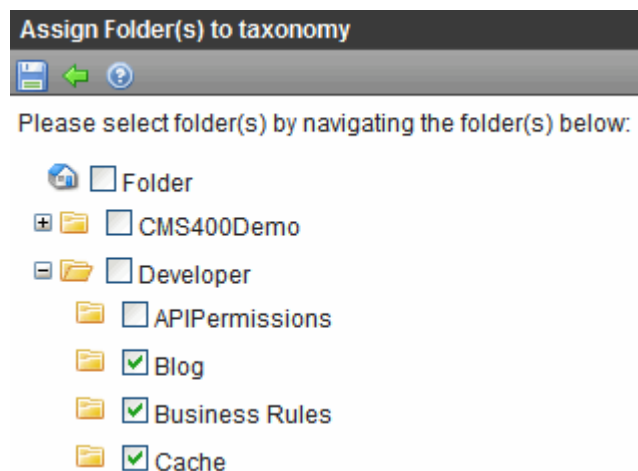 Assign Folder(s) to taxonomy
Please select folder(s) by navigating the folder(s) below:
Folder
CMS400Demo
Developer
APIPermissions
Blog
Business Rules
Cache